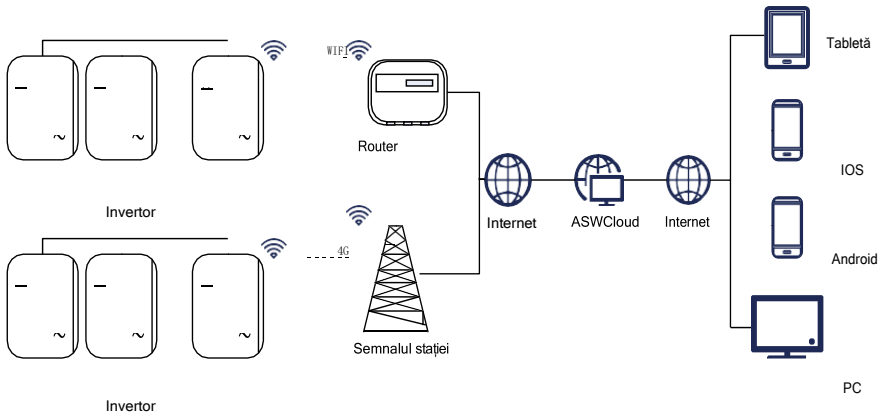 WIFI
Tabletă
Router
IOS
Invertor
Internet
ASWCloud
Internet
4G
Android
Semnalul stației
PC
Invertor